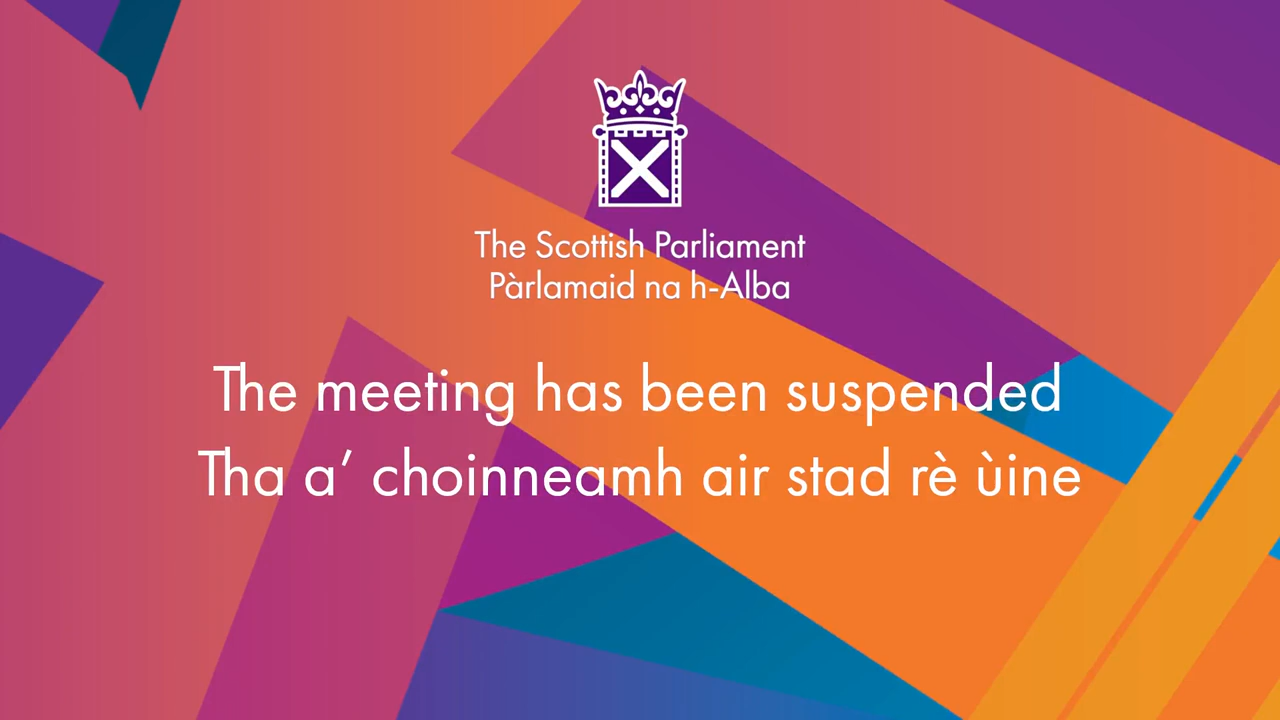 The Scottish Parliament
Pàrlamaid na h-Alba
The meeting has been suspended
Tha a’ choinneamh air stad rè ùine